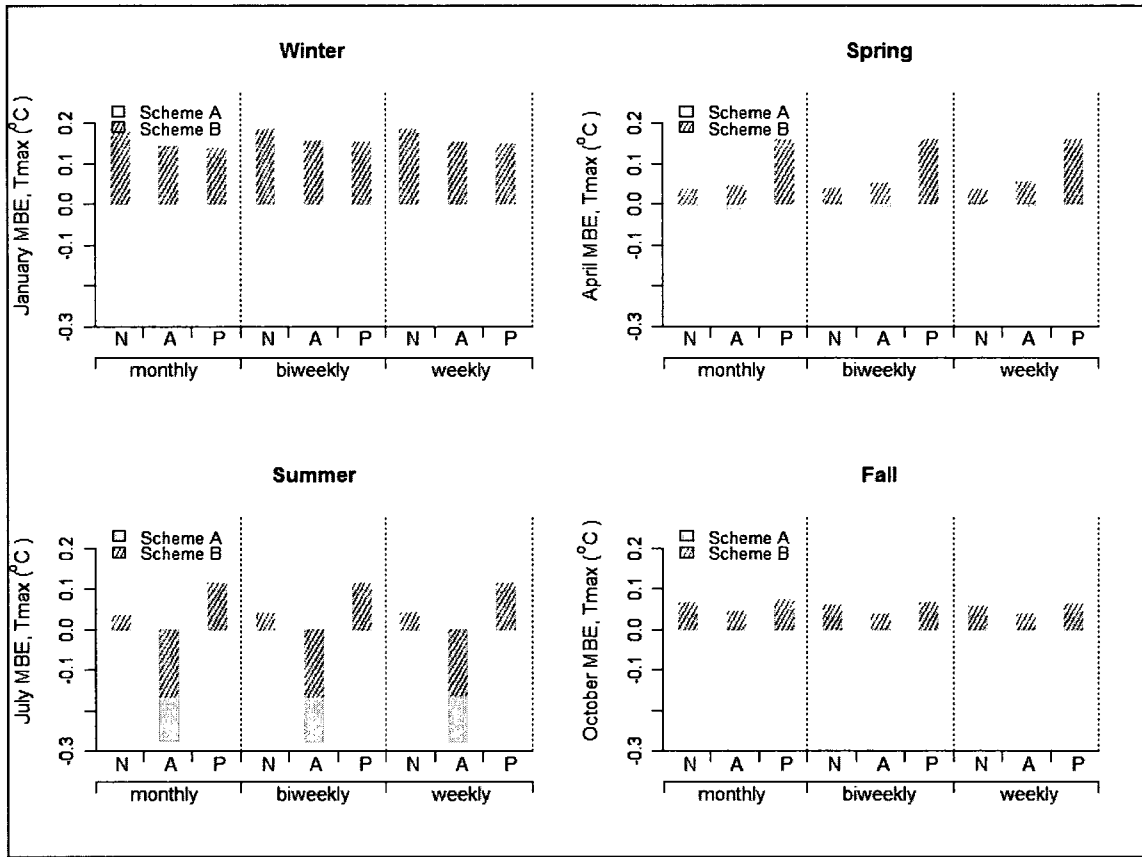 Winter
January MBE, Tmax (°C)
0.2
0.1
0.0
-0.1
-0.3
Scheme A
Scheme B
N A P N A P N A P
monthly biweekly weekly
Spring
April MBE, Tmax (°C)
0.2
0.1
0.0
-0.1
-0.3
Scheme A
Scheme B
N A P N A P N A P
monthly biweekly weekly
Summer
July MBE, Tmax (°C)
0.2
0.1
0.0
-0.1
-0.3
Scheme A
Scheme B
N A P N A P N A P
monthly biweekly weekly
Fall
October MBE, Tmax (°C)
0.2
0.1
0.0
-0.1
-0.3
Scheme A
Scheme B
N A P N A P N A P
monthly biweekly weekly